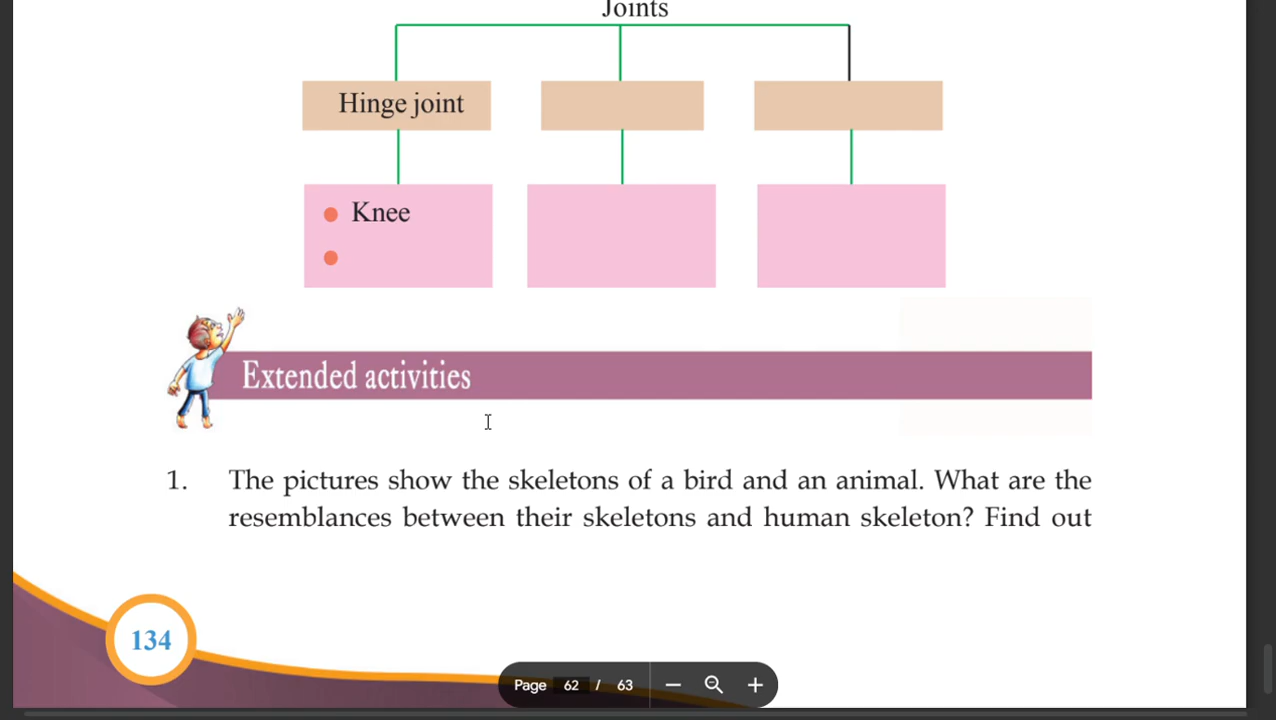 Joints
Hinge joint
Knee
Extended activities
1. The pictures show the skeletons of a bird and an animal. What are the
resemblances between their skeletons and human skeleton? Find out
134
Page 62 / 63